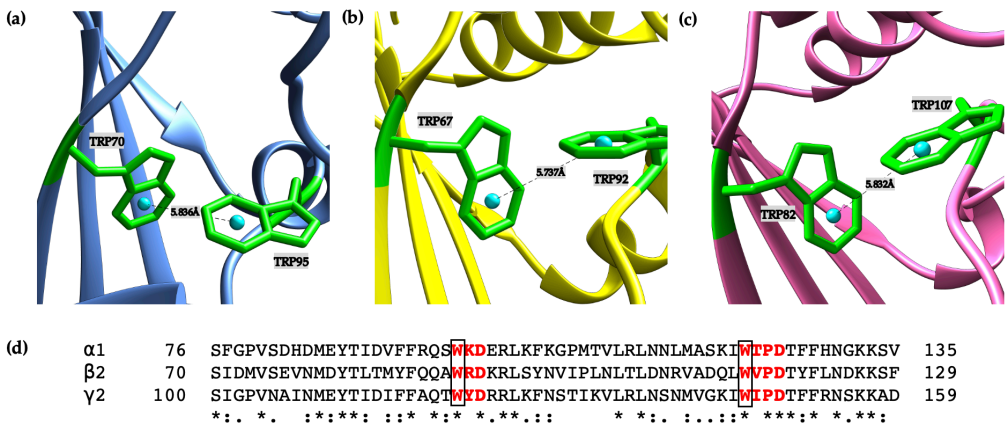 (a)
TRP70
5.836Å
TRP95
(b)
TRP67
5.737Å
TRP92
(c)
TRP107
5.832Å
TRP82
(d)
α1 76 SFGPVSDHDMEYTIDVFFRQSWKDERLKFKGPMTVLRLNNLMASKIWTPDTFFHNGKKSV 135
β2 70 SIDMVSEVNMDYTLTMYFQQAWRDKRLSYNVIPLNLTLDNRVADQLWVPDTYFLNDKKSF 129
γ2 100 SIGPVNAINMEYTIDIFFAQTWYDRRLKFNSTIKVLRLNSNMVGKIWIPDTFFRNSKKAD 159